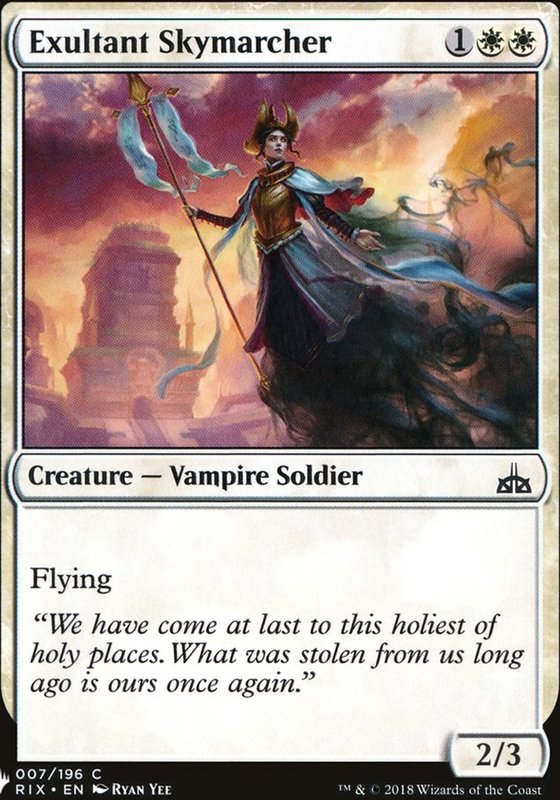 Exultant Skymarcher 1
Creature — Vampire Soldier
Flying
“We have come at last to this holiest of
holy places. What was stolen from us long
ago is ours once again.”
2/3
007/196 C
RIX • EN Ryan Yee
™ & © 2018 Wizards of the Coast